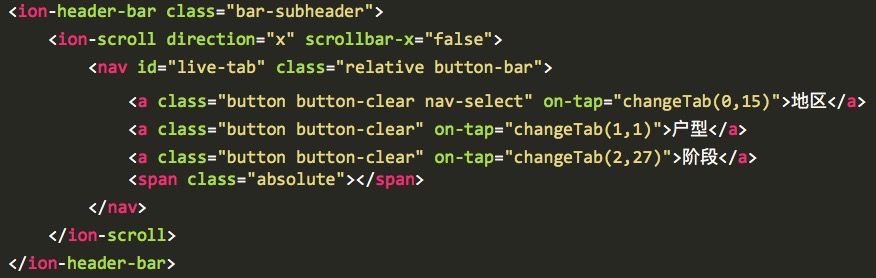 <ion-header-bar class="bar-subheader">
<ion-scroll direction="x" scrollbar-x="false">
<nav id="live-tab" class="relative button-bar">
<a class="button button-clear nav-select" on-tap="changeTab(0,15)">地区</a>
<a class="button button-clear" on-tap="changeTab(1,1)">户型</a>
<a class="button button-clear" on-tap="changeTab(2,27)">阶段</a>
<span class="absolute"></span>
</nav>
</ion-scroll>
</ion-header-bar>